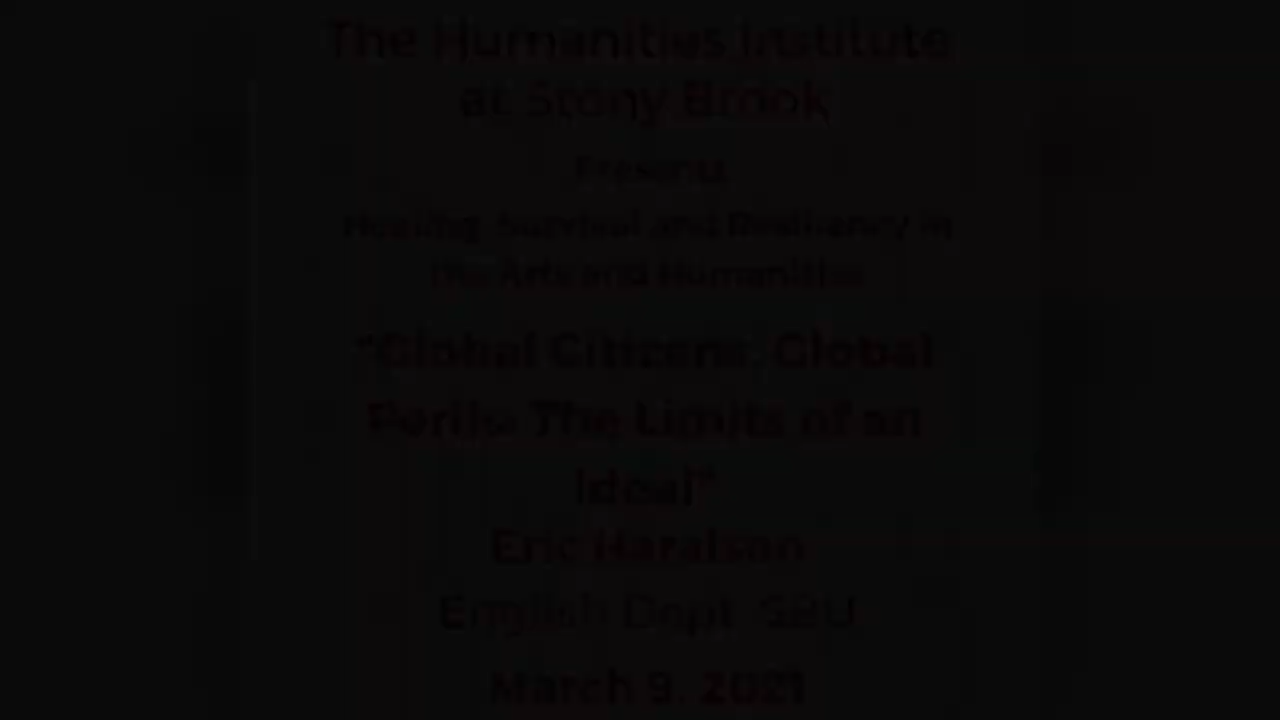 The Humanities Institute
at Stony Brook
Presents
Healing, Survival and Resiliency in
the Arts and Humanities
"Global Citizens, Global
Perils: The Limits of an
Ideal"
Eric Haralson
English Dept. SBU
March 9, 2021